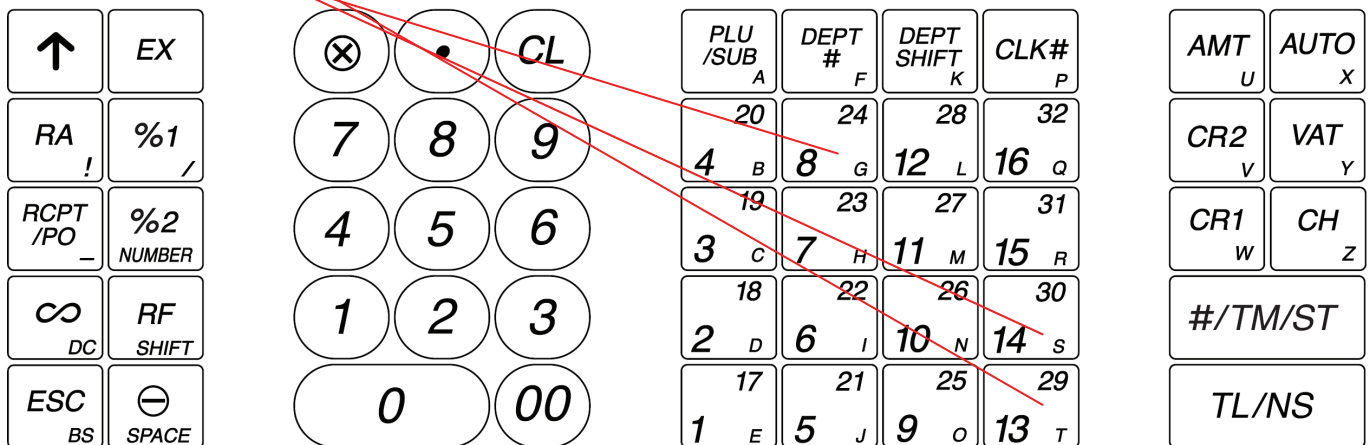 ↑ EX
RA ! %1 /
RCPT /PO _ %2 NUMBER
∞ DC RF SHIFT
ESC BS ⊖ SPACE
⊗ • CL
7 8 9
4 5 6
1 2 3
0 00
PLU /SUB A DEPT # F DEPT SHIFT K CLK# P
20 4 B 24 8 G 28 12 L 32 16 Q
19 3 C 23 7 H 27 11 M 31 15 R
18 2 D 22 6 I 26 10 N 30 14 S
17 1 E 21 5 J 25 9 O 29 13 T
AMT U AUTO X
CR2 V VAT Y
CR1 W CH Z
#/TM/ST
TL/NS